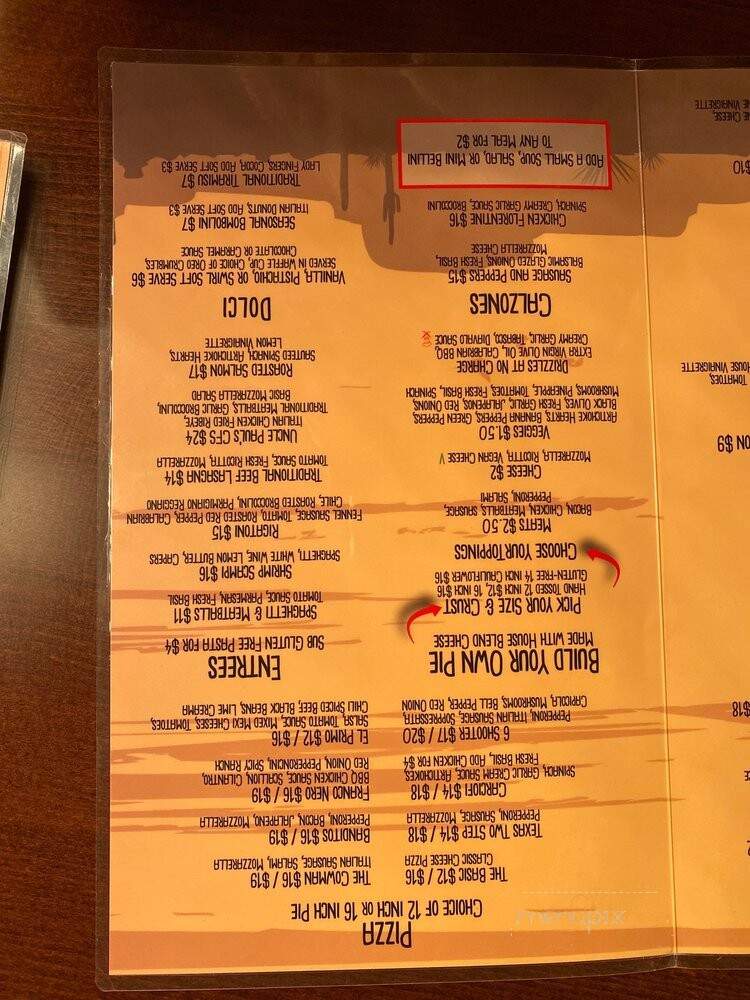 PIZZA
CHOICE OF 12 INCH OR 16 INCH PIE
THE BASIC $12 / $16
CLASSIC CHEESE PIZZA
TEXAS TWO STEP $14 / $18
PEPPERONI, SAUSAGE, MOZZARELLA
CARCIOFI $14 / $18
SPINACH, GARLIC CREAM SAUCE, ARTICHOKES,
FRESH BASIL, ADD CHICKEN FOR $4
6 SHOOTER $17 / $20
PEPPERONI, ITALIAN SAUSAGE, SOPPRESSATA,
CAPICOLA, MUSHROOMS, BELL PEPPER, RED ONION
THE COWMAN $16 / $19
ITALIAN SAUSAGE, SALAMI, MOZZARELLA
BANDITOS $16 / $19
PEPPERONI, BACON, JALAPENO, MOZZARELLA
FRANCO NERO $16 / $19
BBQ CHICKEN SAUCE, SCALLION, CILANTRO,
RED ONION, PEPPERONCINI, SPICY RANCH
EL PRIMO $12 / $16
SALSA, TOMATO SAUCE, MIXED MEXI CHEESES, TOMATOES,
CHILI SPICED BEEF, BLACK BEANS, LIME CREMA
BUILD YOUR OWN PIE
MADE WITH HOUSE BLEND CHEESE
PICK YOUR SIZE & CRUST
HAND TOSSED 12 INCH $12, 16 INCH $16
GLUTEN-FREE 14 INCH CAULIFLOWER $16
CHOOSE YOUR TOPPINGS
MEATS $2.50
BACON, CHICKEN, MEATBALLS, SAUSAGE,
PEPPERONI, SALAMI
CHEESE $2
MOZZARELLA, RICOTTA, VEGAN CHEESE V
VEGGIES $1.50
ARTICHOKE HEARTS, BANANA PEPPERS, GREEN PEPPERS,
BLACK OLIVES, FRESH GARLIC, JALAPENOS, RED ONIONS,
MUSHROOMS, PINEAPPLE, TOMATOES, FRESH BASIL, SPINACH
DRIZZLES AT NO CHARGE
EXTRA VIRGIN OLIVE OIL, CALABRIAN BBQ,
CREAMY GARLIC, TABASCO, DIAVALO SAUCE
CALZONES
SAUSAGE AND PEPPERS $15
BALSAMIC GLAZED ONIONS, FRESH BASIL,
MOZZARELLA CHEESE
CHICKEN FLORENTINE $16
SPINACH, CREAMY GARLIC SAUCE, BROCCOLINI
ADD A SMALL SOUP, SALAD, OR MINI BELLINI
TO ANY MEAL FOR $2
ENTREES
SUB GLUTEN FREE PASTA FOR $4
SPAGHETTI & MEATBALLS $11
TOMATO SAUCE, PARMESAN, FRESH BASIL
SHRIMP SCAMPI $16
SPAGHETTI, WHITE WINE, LEMON BUTTER, CAPERS
RIGATONI $15
FENNEL SAUSAGE, TOMATO, ROASTED RED PEPPER, CALABRIAN
CHILE, ROASTED BROCCOLINI, PARMIGIANO REGGIANO
TRADITIONAL BEEF LASAGNA $14
TOMATO SAUCE, FRESH RICOTTA, MOZZARELLA
UNCLE PAUL'S CFS $24
ITALIAN CHICKEN FRIED RIBEYE,
TRADITIONAL MEATBALLS, GARLIC BROCCOLINI,
BASIC MOZZARELLA SALAD
ROASTED SALMON $17
SAUTEED SPINACH, ARTICHOKE HEARTS,
LEMON VINAIGRETTE
DOLCI
VANILLA, PISTACHIO, OR SWIRL SOFT SERVE $6
SERVED IN WAFFLE CUP, CHOICE OF OREO CRUMBLES,
CHOCOLATE OR CARAMEL SAUCE
SEASONAL BOMBOLINI $7
ITALIAN DONUTS, ADD SOFT SERVE $3
TRADITIONAL TIRAMISU $7
LADY FINGERS, COCOA, ADD SOFT SERVE $3
$18
ON $9
TOMATOES,
HOUSE VINAIGRETTE
$10
CHEESE,
VINAIGRETTE
menupix